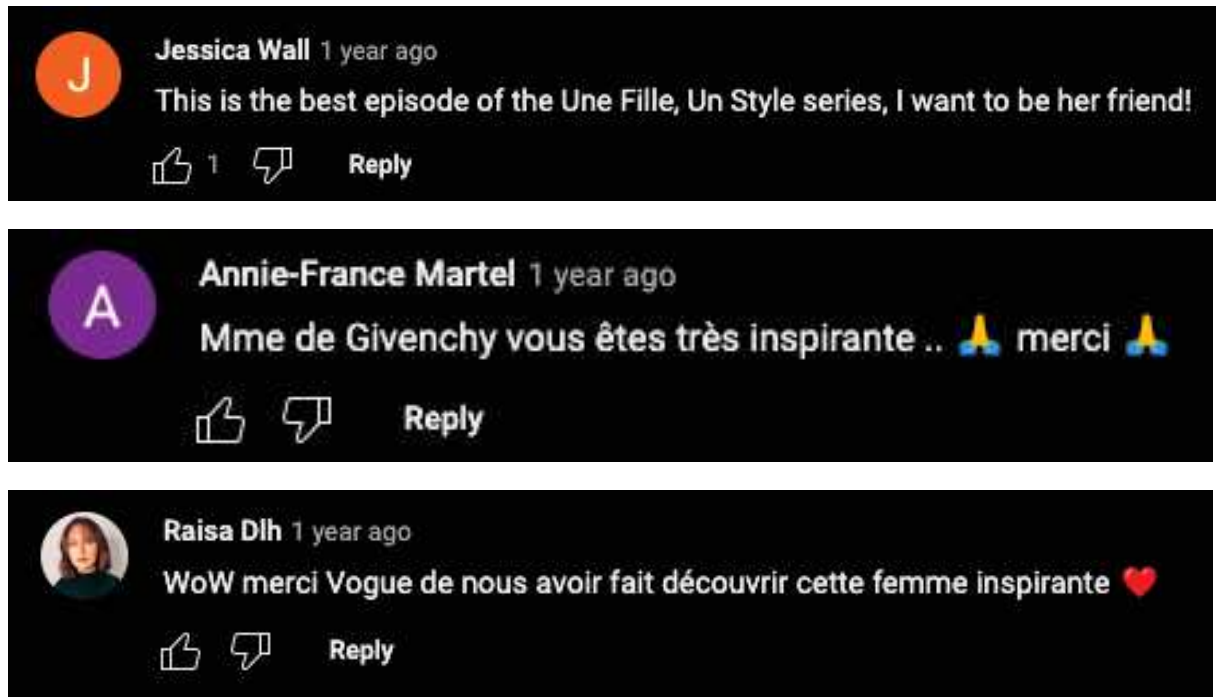 J
Jessica Wall 1 year ago
This is the best episode of the Une Fille, Un Style series, I want to be her friend!
1 Reply
A
Annie-France Martel 1 year ago
Mme de Givenchy vous êtes très inspirante .. 🙏 merci 🙏
Reply
Raisa Dlh 1 year ago
WoW merci Vogue de nous avoir fait découvrir cette femme inspirante ❤️
Reply